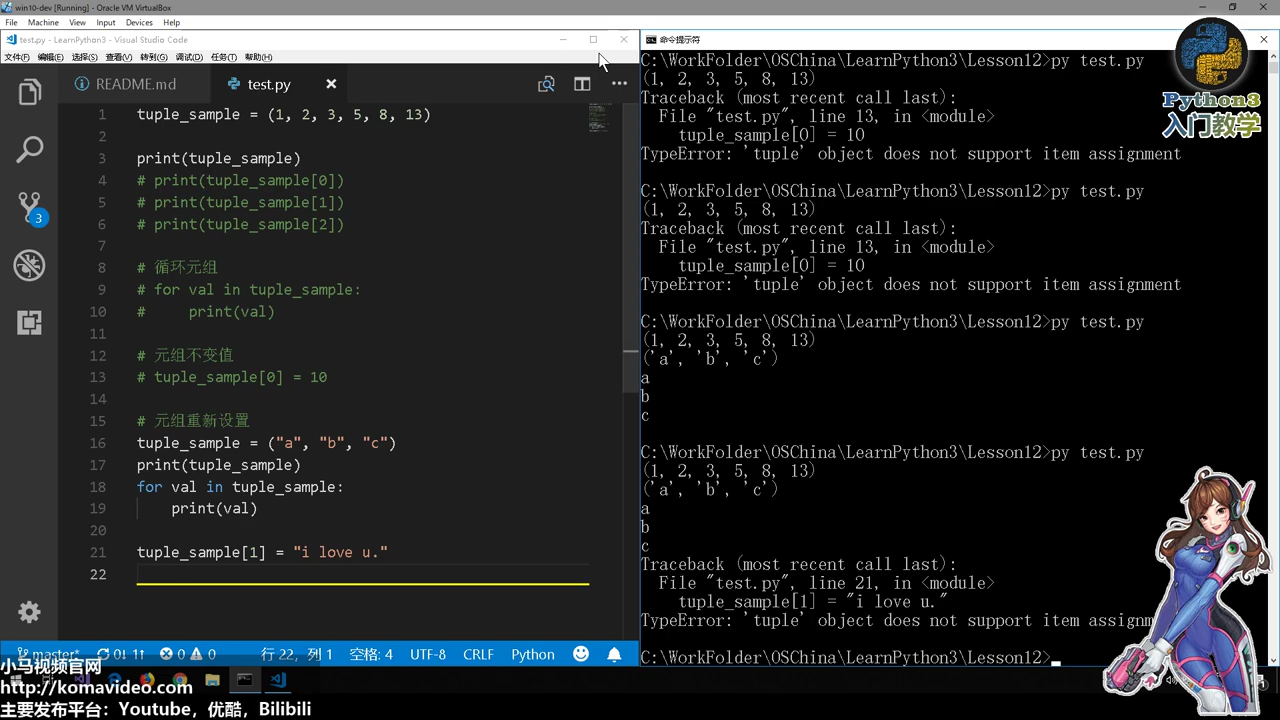 win10-dev [Running] - Oracle VM VirtualBox
File Machine View Input Devices Help
test.py - LearnPython3 - Visual Studio Code
文件(F) 编辑(E) 选择(S) 查看(V) 转到(G) 调试(D) 任务(T) 帮助(H)
README.md test.py
1 tuple_sample = (1, 2, 3, 5, 8, 13)
2
3 print(tuple_sample)
4 # print(tuple_sample[0])
5 # print(tuple_sample[1])
6 # print(tuple_sample[2])
7
8 # 循环元组
9 # for val in tuple_sample:
10 #     print(val)
11
12 # 元组不变值
13 # tuple_sample[0] = 10
14
15 # 元组重新设置
16 tuple_sample = ("a", "b", "c")
17 print(tuple_sample)
18 for val in tuple_sample:
19     print(val)
20
21 tuple_sample[1] = "i love u."
22
3
master* 0↓ 1↑ 0 0 行 22，列 1 空格: 4 UTF-8 CRLF Python
命令提示符
C:\WorkFolder\OSChina\LearnPython3\Lesson12>py test.py
(1, 2, 3, 5, 8, 13)
Traceback (most recent call last):
  File "test.py", line 13, in <module>
    tuple_sample[0] = 10
TypeError: 'tuple' object does not support item assignment
C:\WorkFolder\OSChina\LearnPython3\Lesson12>py test.py
(1, 2, 3, 5, 8, 13)
Traceback (most recent call last):
  File "test.py", line 13, in <module>
    tuple_sample[0] = 10
TypeError: 'tuple' object does not support item assignment
C:\WorkFolder\OSChina\LearnPython3\Lesson12>py test.py
(1, 2, 3, 5, 8, 13)
('a', 'b', 'c')
a
b
c
C:\WorkFolder\OSChina\LearnPython3\Lesson12>py test.py
(1, 2, 3, 5, 8, 13)
('a', 'b', 'c')
a
b
c
Traceback (most recent call last):
  File "test.py", line 21, in <module>
    tuple_sample[1] = "i love u."
TypeError: 'tuple' object does not support item assignm
C:\WorkFolder\OSChina\LearnPython3\Lesson12>
Python3
入门教学
小马视频官网
http://komavideo.com
主要发布平台：Youtube，优酷，Bilibili